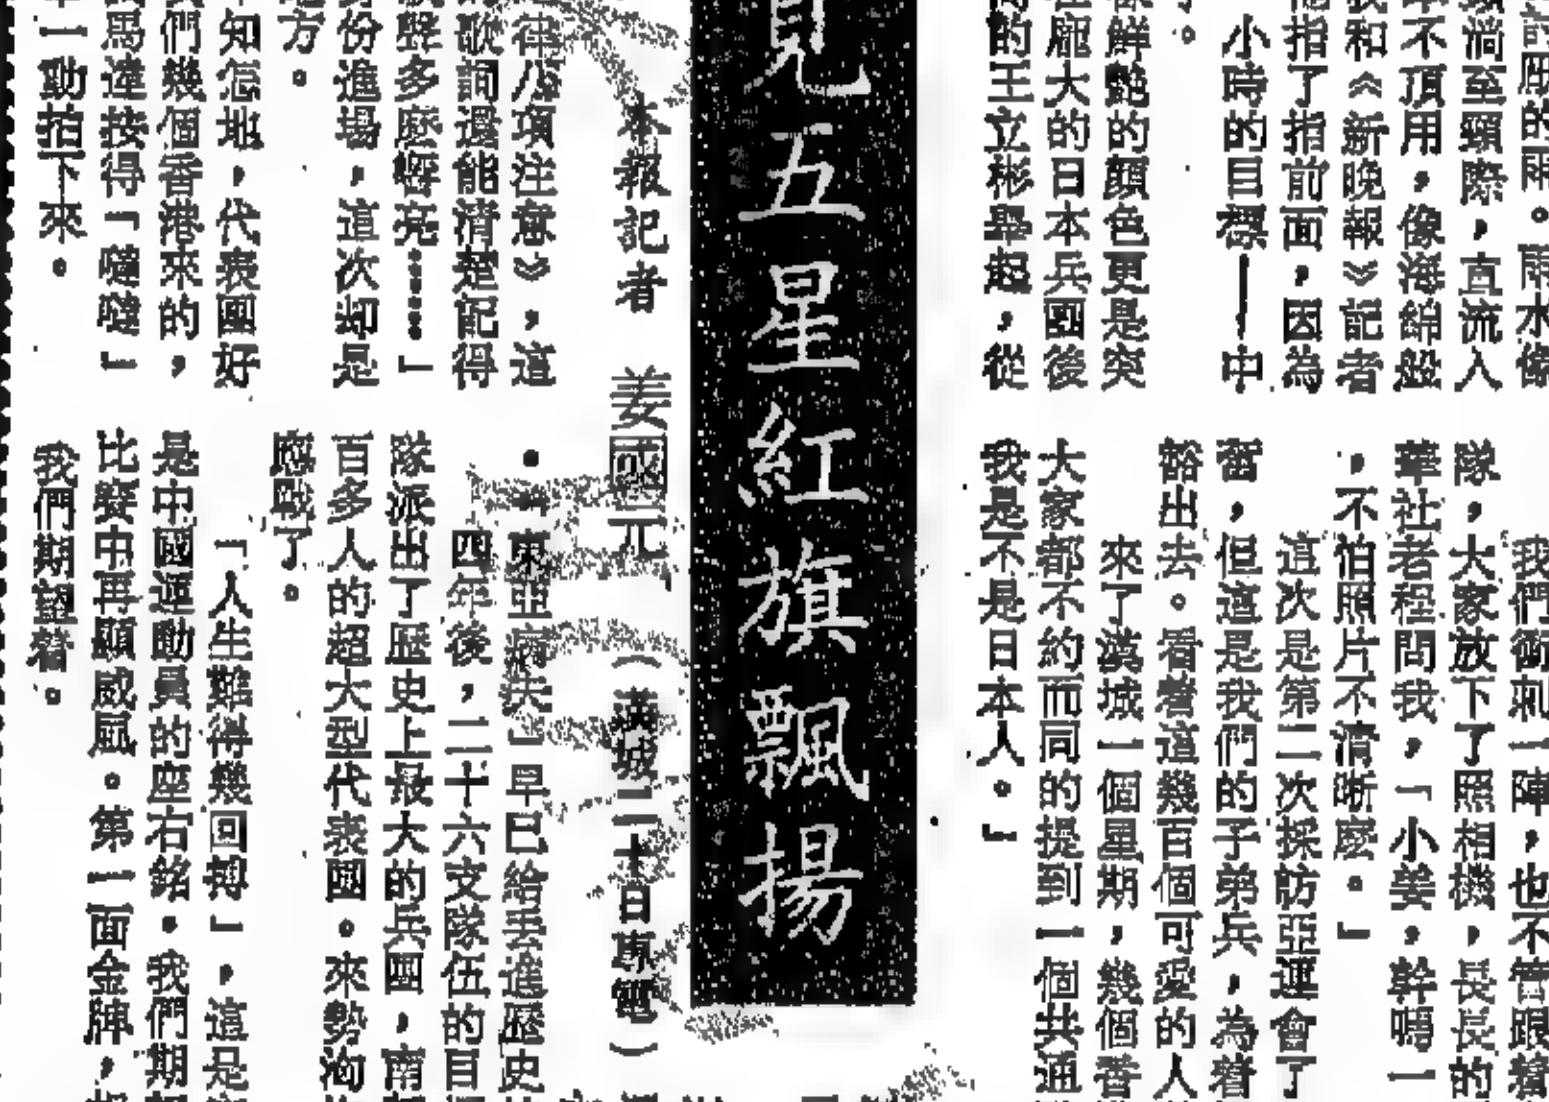 討厭的雨。雨水像
淌至頸際，直流入
不頂用，像海綿般
我和《新晚報》記者
他指了指前面，因為
小時的目標——中
。
鮮艷的顏色更是突
龐大的日本兵團後
的王立彬舉起，從
我們衝刺一陣，也不管跟着
隊，大家放下了照相機，長長的
華社老程問我，「小姜，幹嗎一
，不怕照片不清晰麼。」
這次是第二次採訪亞運會了
奮，但這是我們的子弟兵，為着
豁出去。看着這幾百個可愛的人
來了漢城一個星期，幾個香
大家都不約而同的提到一個共通
我是不是日本人。」
見五星紅旗飄揚
本報記者 姜國元 （漢城二十日專電）
律八項注意》，這
歌詞還能清楚記得
聲多麼響亮……」
份進場，這次却是
方。
知怎地，代表團好
們幾個香港來的，
馬達按得「噠噠」
一動拍下來。
「東亞病夫」早已給丟進歷史
四年後，二十六支隊伍的目
隊派出了歷史上最大的兵團，南
百多人的超大型代表團。來勢洶
應戰了。
「人生難得幾回搏」，這是
是中國運動員的座右銘。我們期
比賽中再顯威風。第一面金牌，
我們期望着。